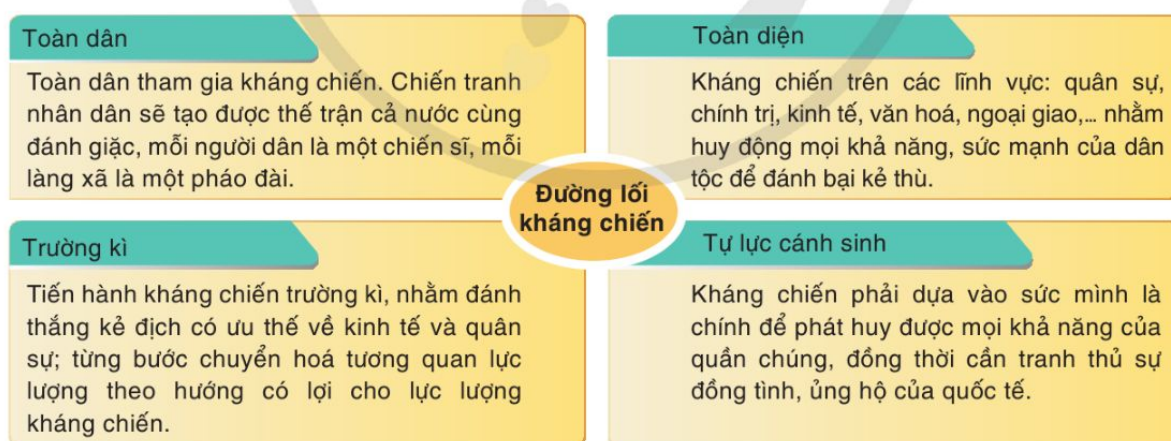 Toàn dân
Toàn dân tham gia kháng chiến. Chiến tranh
nhân dân sẽ tạo được thế trận cả nước cùng
đánh giặc, mỗi người dân là một chiến sĩ, mỗi
làng xã là một pháo đài.
Toàn diện
Kháng chiến trên các lĩnh vực: quân sự,
chính trị, kinh tế, văn hoá, ngoại giao,... nhằm
huy động mọi khả năng, sức mạnh của dân
tộc để đánh bại kẻ thù.
Đường lối
kháng chiến
Trường kì
Tiến hành kháng chiến trường kì, nhằm đánh
thắng kẻ địch có ưu thế về kinh tế và quân
sự; từng bước chuyển hoá tương quan lực
lượng theo hướng có lợi cho lực lượng
kháng chiến.
Tự lực cánh sinh
Kháng chiến phải dựa vào sức mình là
chính để phát huy được mọi khả năng của
quần chúng, đồng thời cần tranh thủ sự
đồng tình, ủng hộ của quốc tế.